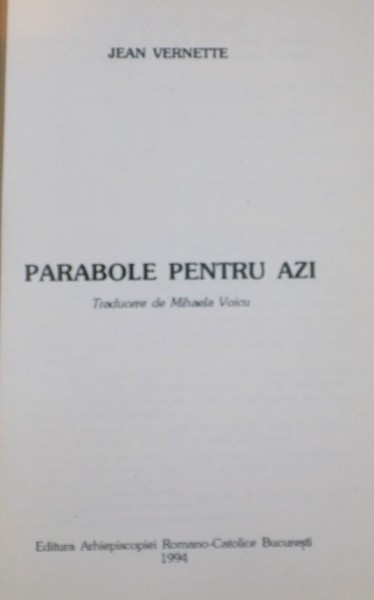 JEAN VERNETTE
PARABOLE PENTRU AZI
Traducere de Mihaela Voicu
Editura Arhiepiscopiei Romano-Catolice București
1994